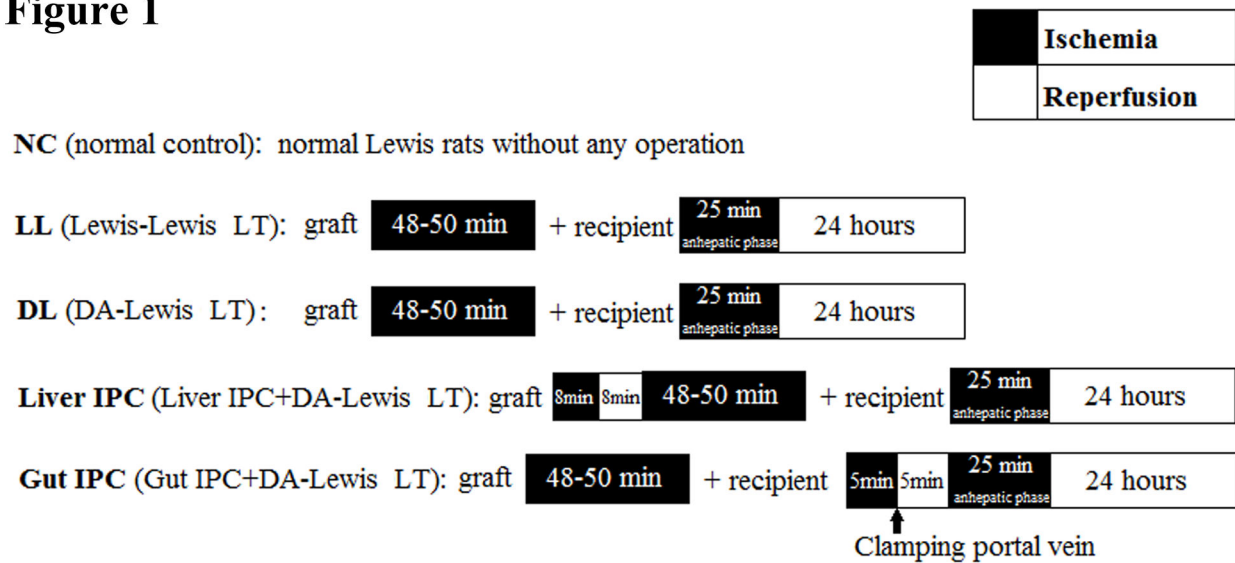 Figure 1
Ischemia
Reperfusion
NC (normal control): normal Lewis rats without any operation
LL (Lewis-Lewis LT): graft 48-50 min + recipient 25 min anhepatic phase 24 hours
DL (DA-Lewis LT): graft 48-50 min + recipient 25 min anhepatic phase 24 hours
Liver IPC (Liver IPC+DA-Lewis LT): graft 8min 8min 48-50 min + recipient 25 min anhepatic phase 24 hours
Gut IPC (Gut IPC+DA-Lewis LT): graft 48-50 min + recipient 5min 5min 25 min anhepatic phase 24 hours
Clamping portal vein